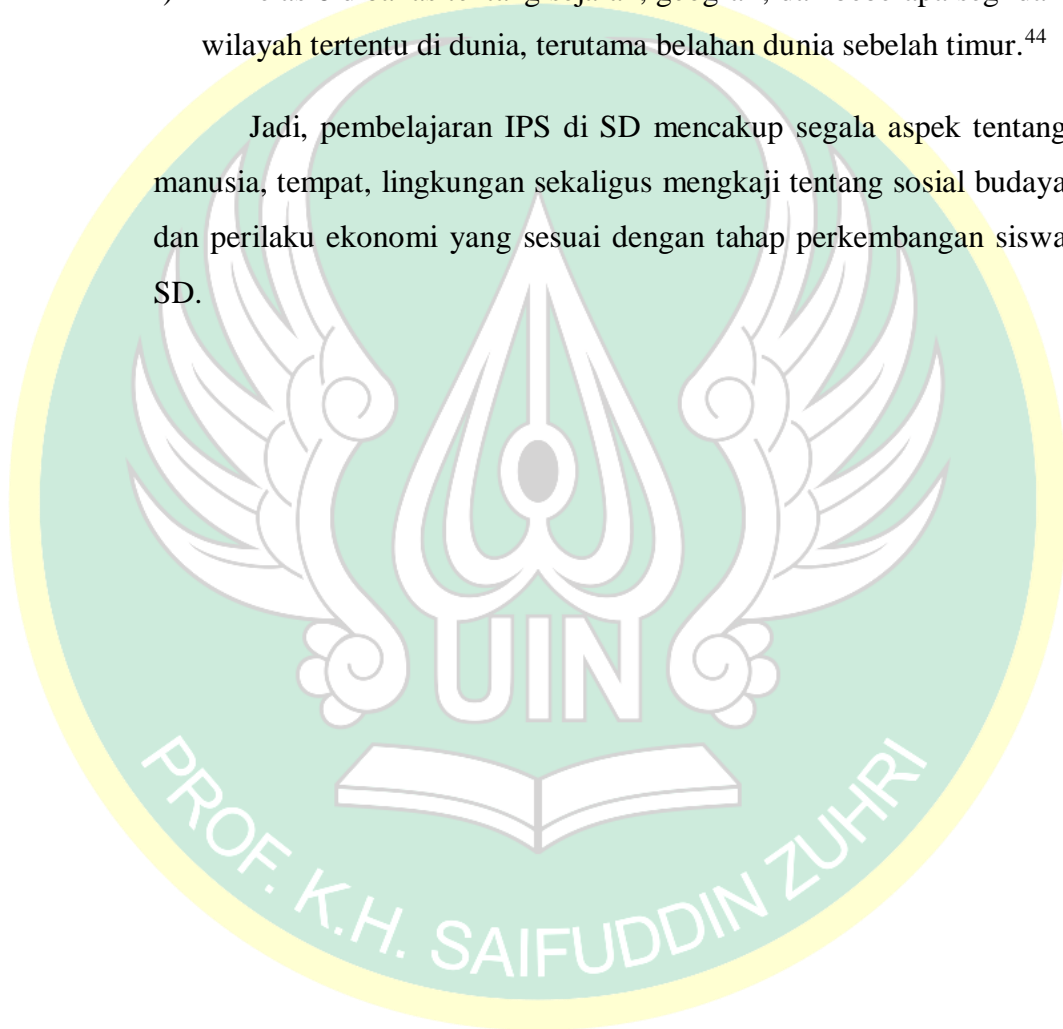 wilayah tertentu di dunia, terutama belahan dunia sebelah timur.44
Jadi, pembelajaran IPS di SD mencakup segala aspek tentang
manusia, tempat, lingkungan sekaligus mengkaji tentang sosial budaya
dan perilaku ekonomi yang sesuai dengan tahap perkembangan siswa
SD.
UIN
PROF. K.H. SAIFUDDIN ZUHRI